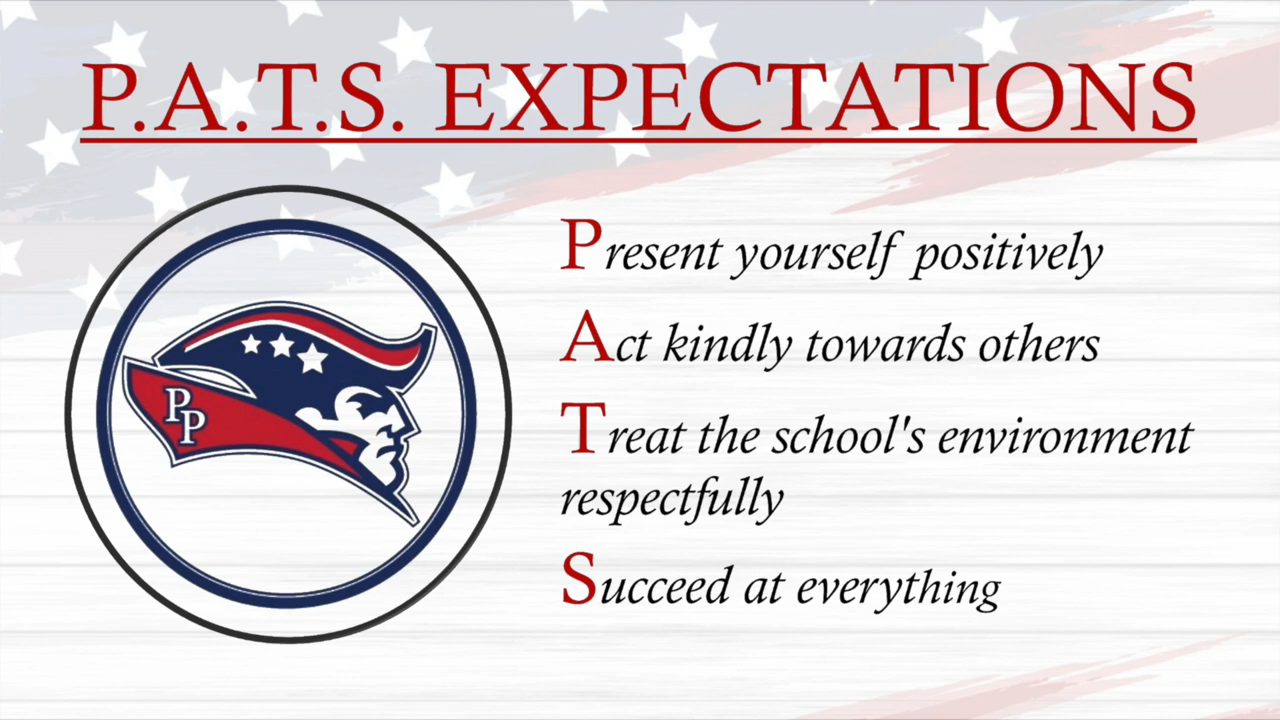 P.A.T.S. EXPECTATIONS
Present yourself positively
Act kindly towards others
Treat the school's environment
respectfully
Succeed at everything
PP